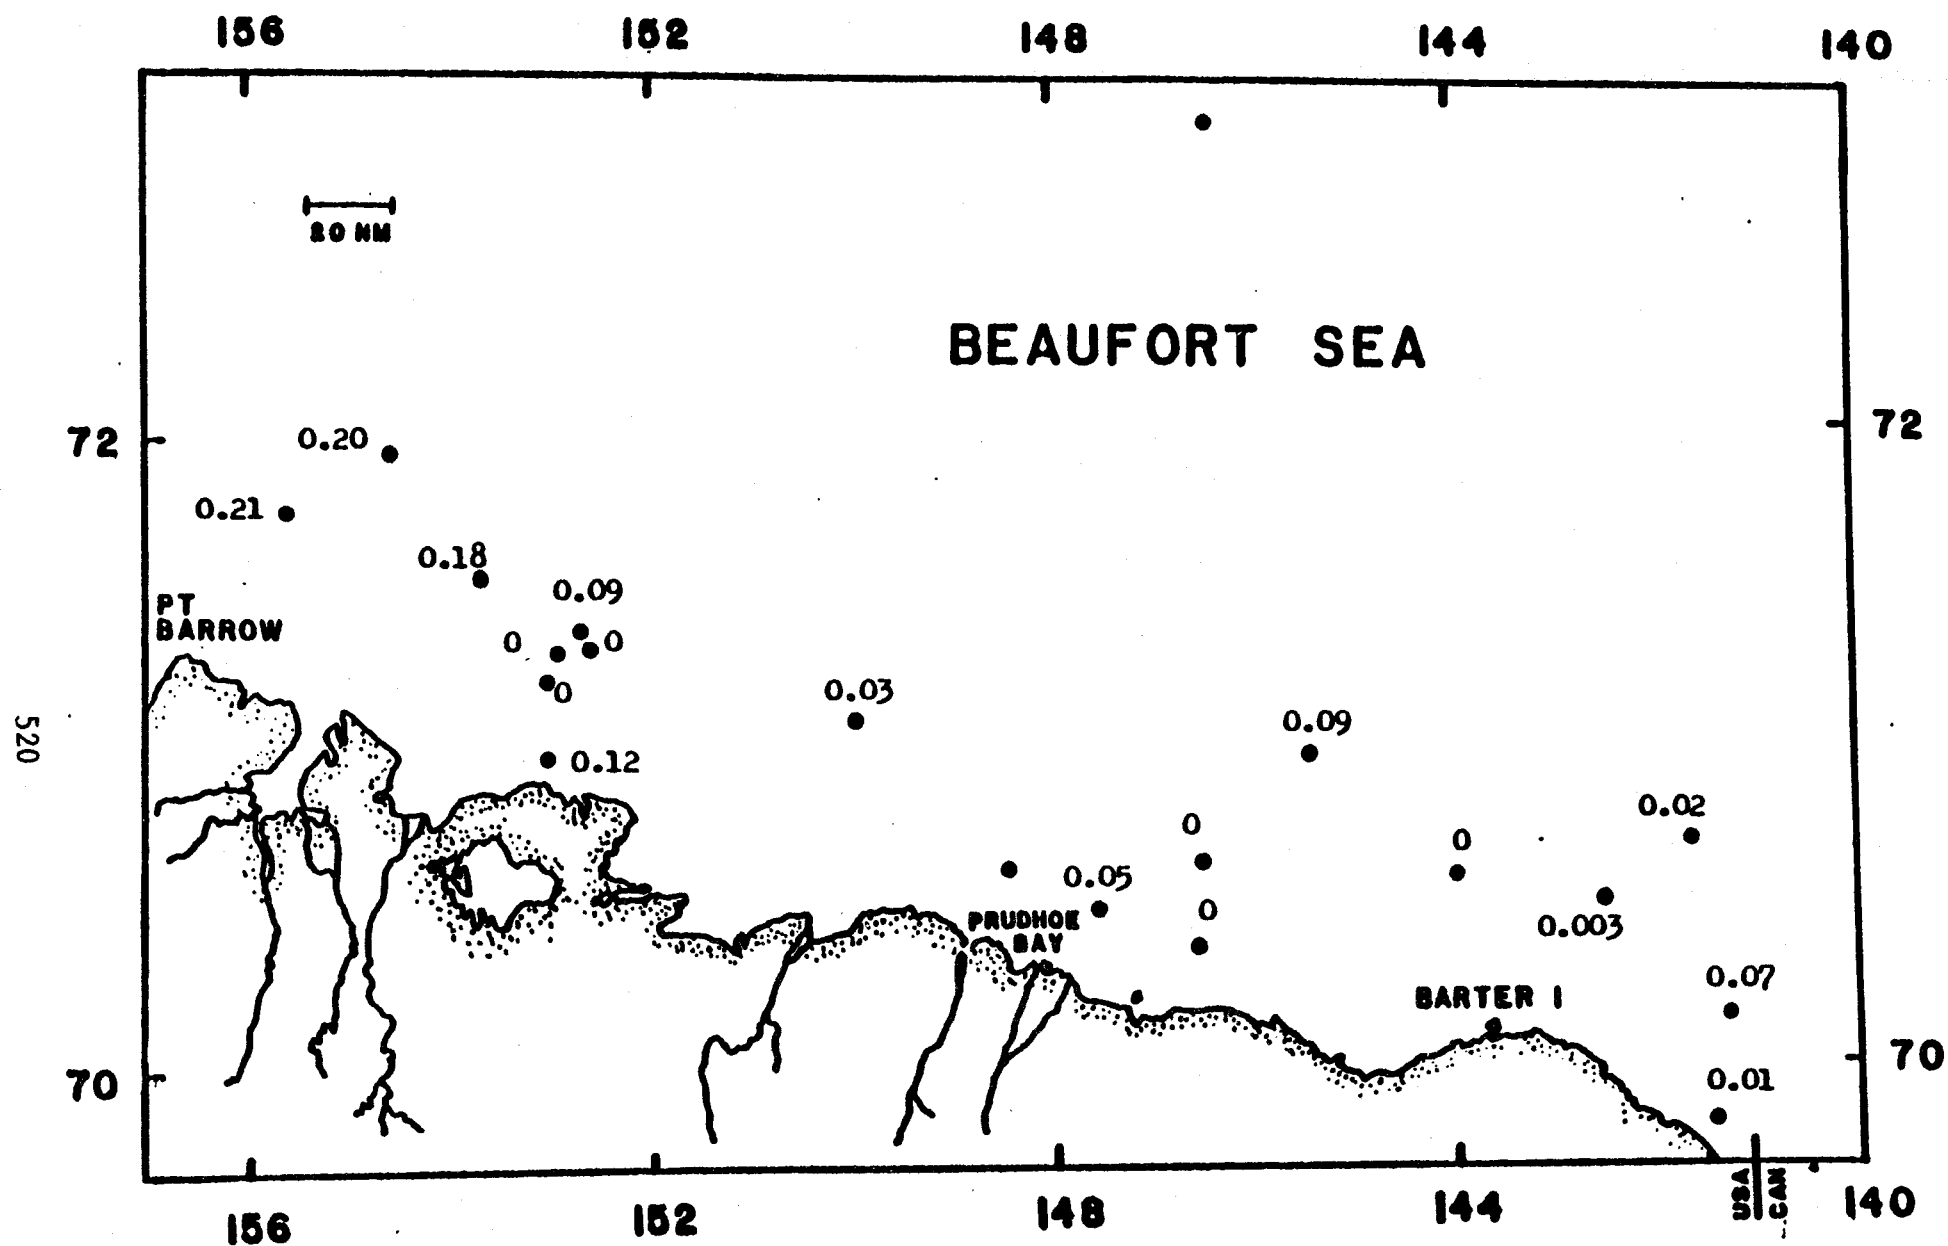 156 152 148 144 140
20 NM
BEAUFORT SEA
72 0.20 72
0.21
0.18
0.09
PT
BARROW
0 0
0
0.03
0.09
520
0.12
0.02
0 0
0.05
0 0.003
PRUDHOE
BAY
0.07
BARTER I
70 70
0.01
USA
CAN
156 152 148 144 140